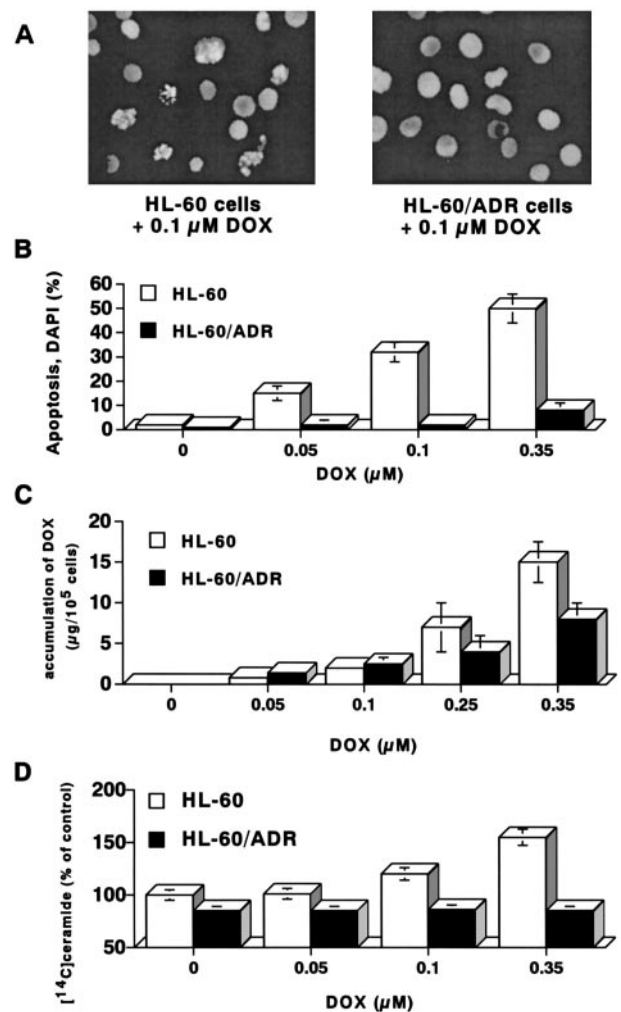 A
HL-60 cells
+ 0.1 µM DOX
HL-60/ADR cells
+ 0.1 µM DOX
B
Apoptosis, DAPI (%)
60
50
40
30
20
10
0
HL-60
HL-60/ADR
0 0.05 0.1 0.35
DOX (µM)
C
accumulation of DOX
(µg/10⁵ cells)
20
15
10
5
0
HL-60
HL-60/ADR
0 0.05 0.1 0.25 0.35
DOX (µM)
D
[¹⁴C]ceramide (% of control)
200
150
100
50
HL-60
HL-60/ADR
0 0.05 0.1 0.35
DOX (µM)